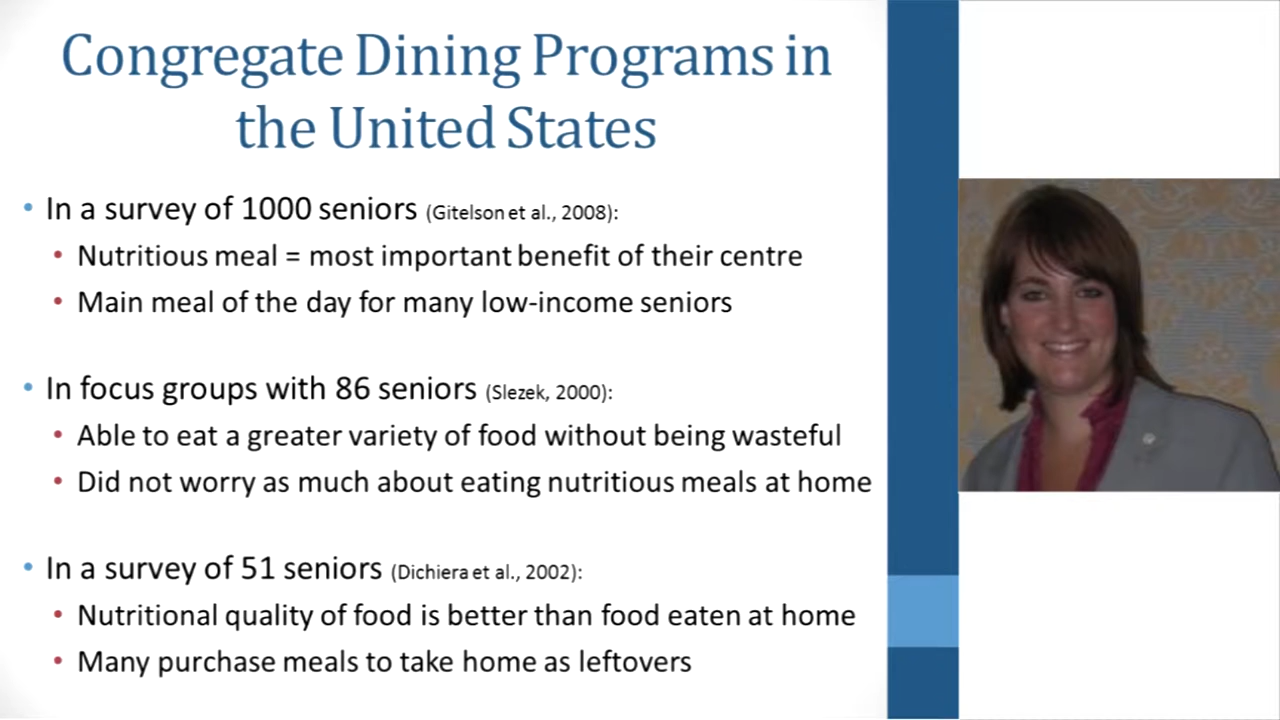 Congregate Dining Programs in
the United States
• In a survey of 1000 seniors (Gitelson et al., 2008):
• Nutritious meal = most important benefit of their centre
• Main meal of the day for many low-income seniors
• In focus groups with 86 seniors (Slezek, 2000):
• Able to eat a greater variety of food without being wasteful
• Did not worry as much about eating nutritious meals at home
• In a survey of 51 seniors (Dichiera et al., 2002):
• Nutritional quality of food is better than food eaten at home
• Many purchase meals to take home as leftovers